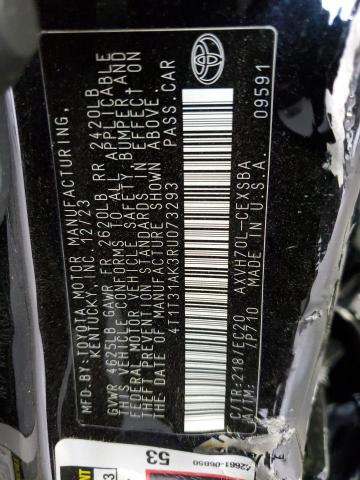 MFD.BY:TOYOTA MOTOR MANUFACTURING,
KENTUCKY, INC. 12/23
GVWR 4625LB GAWR FR 2620LB RR 2420LB
THIS VEHICLE CONFORMS TO ALL APPLICABLE
FEDERAL MOTOR VEHICLE SAFETY, BUMPER, AND
THEFT PREVENTION STANDARDS IN EFFECT ON
THE DATE OF MANUFACTURE SHOWN ABOVE.
4T1T31AK3RU073293 PASS.CAR
C/TR:218/EC20 AXVH70L-CEXSBA
A/TM: /P710 MADE IN U.S.A.
09591
53